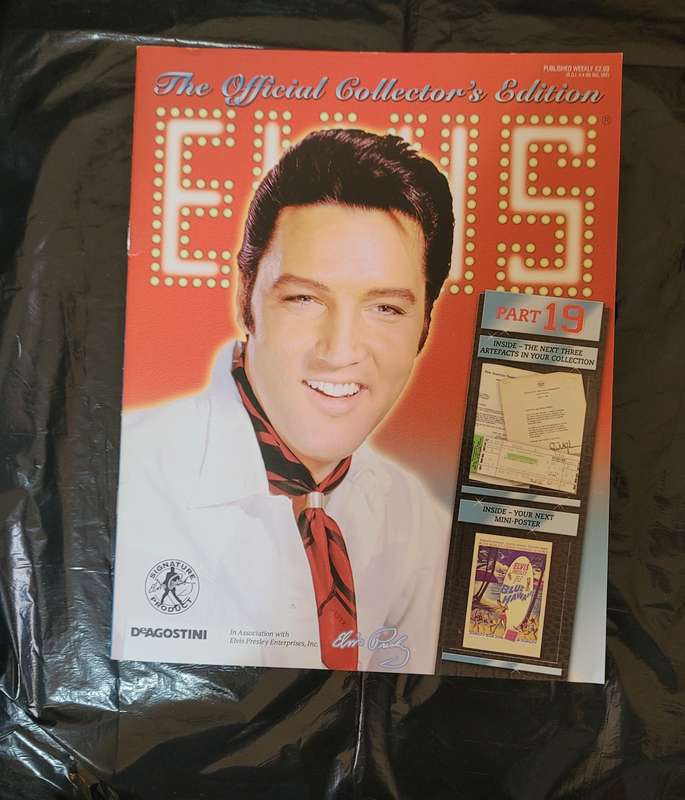 PUBLISHED WEEKLY £2.99
The Official Collector's Edition
ELVIS®
PART 19
INSIDE – THE NEXT THREE
ARTEFACTS IN YOUR COLLECTION
INSIDE – YOUR NEXT
MINI-POSTER
ELVIS
PRESLEY
BLUE
HAWAII
SIGNATURE
PRODUCT
DeAGOSTINI
In Association with
Elvis Presley Enterprises, Inc.
Elvis Presley